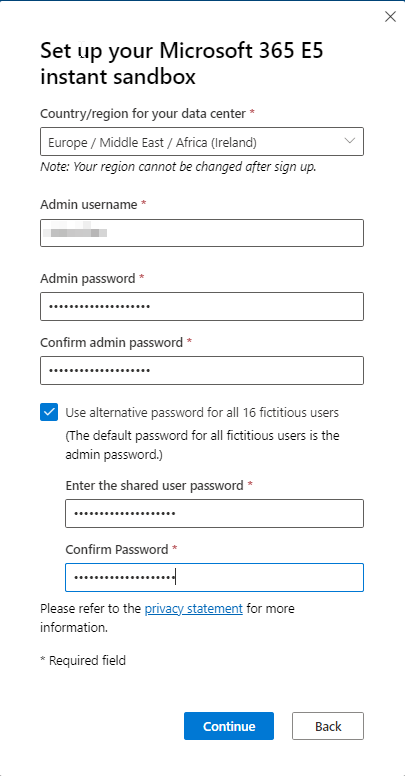 Set up your Microsoft 365 E5
instant sandbox
Country/region for your data center *
Europe / Middle East / Africa (Ireland)
Note: Your region cannot be changed after sign up.
Admin username *
Admin password *
••••••••••••••••••••
Confirm admin password *
••••••••••••••••••••
Use alternative password for all 16 fictitious users
(The default password for all fictitious users is the
admin password.)
Enter the shared user password *
••••••••••••••••••••
Confirm Password *
••••••••••••••••••••
Please refer to the privacy statement for more
information.
* Required field
Continue
Back